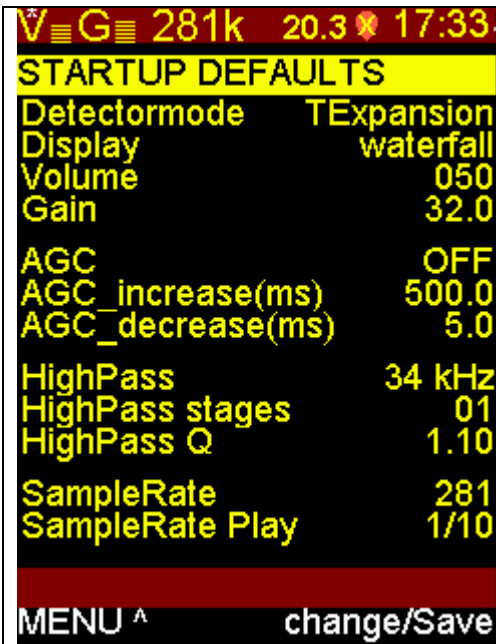 V≡G≡ 281k 20.3 X 17:33
STARTUP DEFAULTS
Detectormode TExpansion
Display waterfall
Volume 050
Gain 32.0
AGC OFF
AGC_increase(ms) 500.0
AGC_decrease(ms) 5.0
HighPass 34 kHz
HighPass stages 01
HighPass Q 1.10
SampleRate 281
SampleRate Play 1/10
MENU ^ change/Save